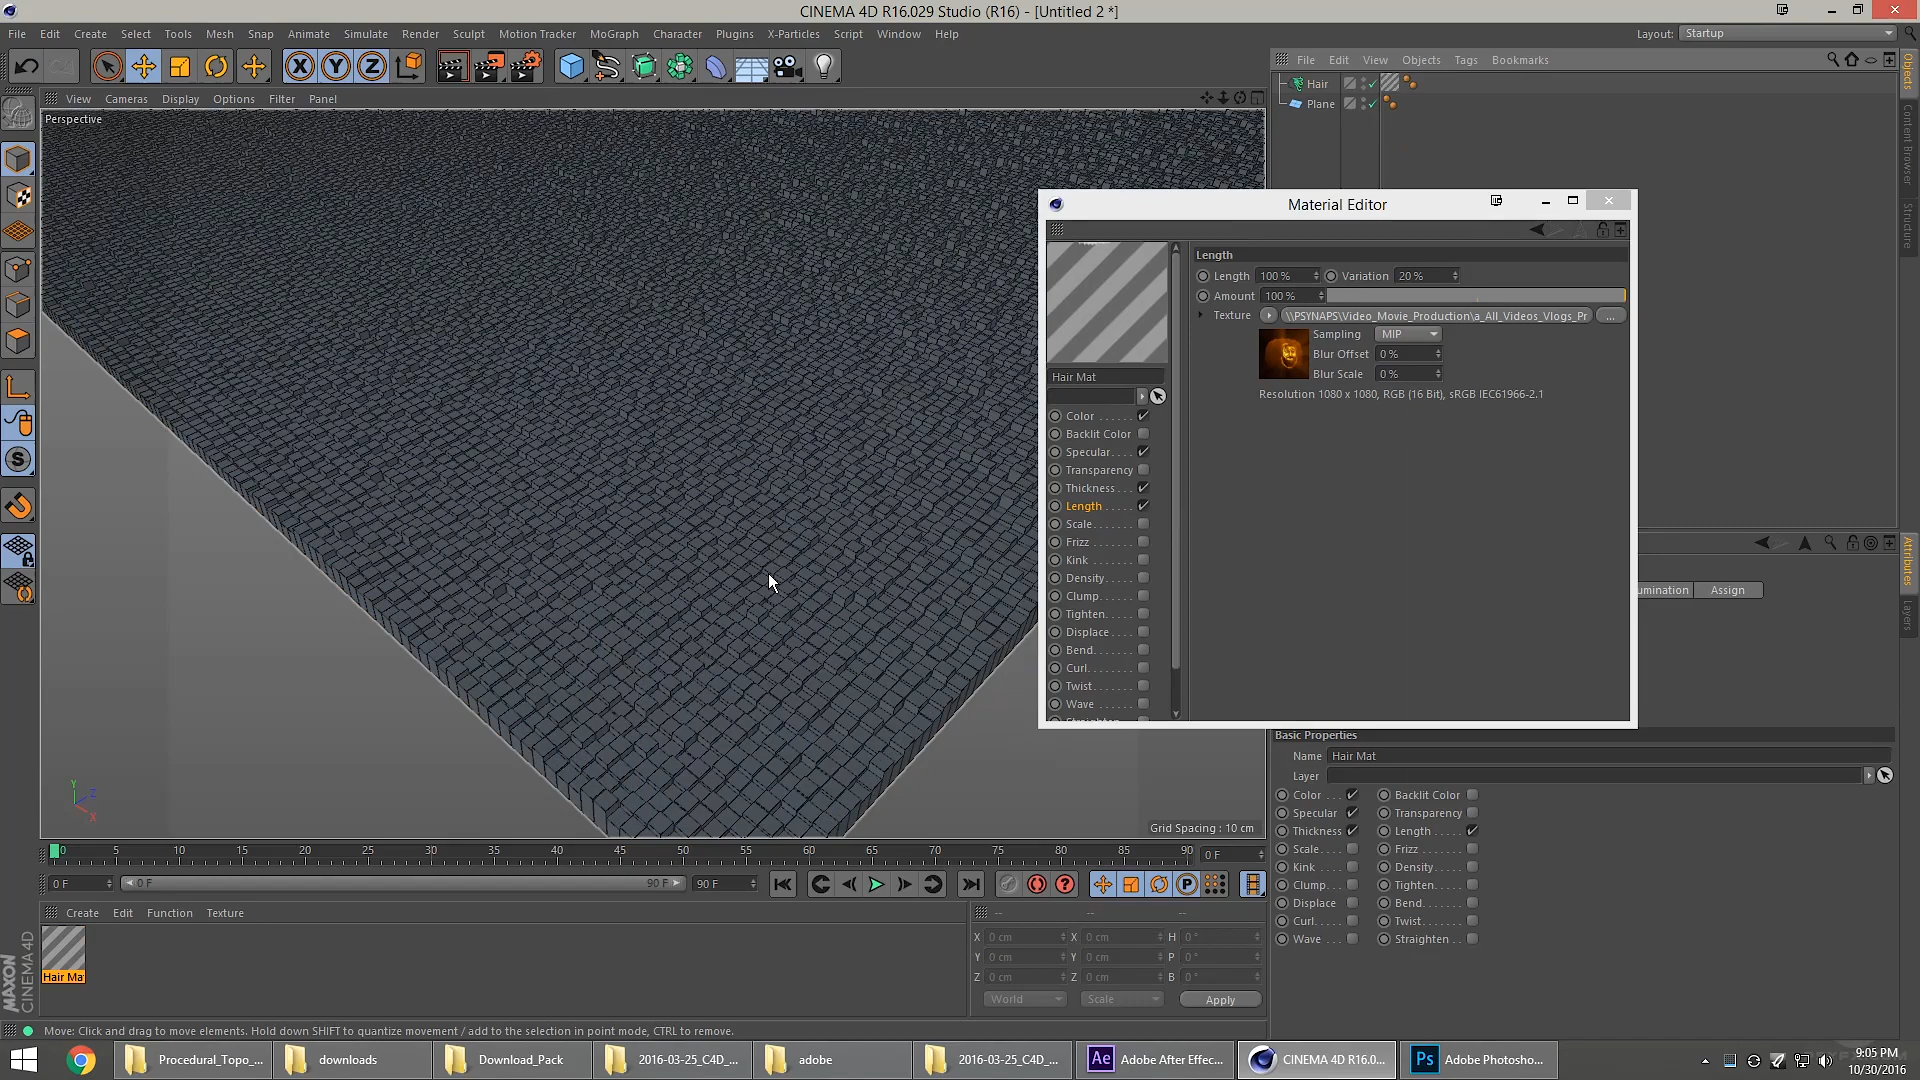 CINEMA 4D R16.029 Studio (R16) - [Untitled 2 *]
File Edit Create Select Tools Mesh Snap Animate Simulate Render Sculpt Motion Tracker MoGraph Character Plugins X-Particles Script Window Help
Layout: Startup
File Edit View Objects Tags Bookmarks
Hair
Plane
Objects
Content Browser
Structure
View Cameras Display Options Filter Panel
Perspective
Material Editor
Length
Length 100 % Variation 20 %
Amount 100 %
Texture \\PSYNAPS\Video_Movie_Production\a_All_Videos_Vlogs_Pr ...
Sampling MIP
Blur Offset 0 %
Blur Scale 0 %
Resolution 1080 x 1080, RGB (16 Bit), sRGB IEC61966-2.1
Hair Mat
Color
Backlit Color
Specular
Transparency
Thickness
Length
Scale
Frizz
Kink
Density
Clump
Tighten
Displace
Bend
Curl
Twist
Wave
Straighten
umination Assign
Attributes
Layers
Basic Properties
Name Hair Mat
Layer
Color Backlit Color
Specular Transparency
Thickness Length
Scale Frizz
Kink Density
Clump Tighten
Displace Bend
Curl Twist
Wave Straighten
Y Z X
Grid Spacing : 10 cm
0 5 10 15 20 25 30 35 40 45 50 55 60 65 70 75 80 85 90 0 F
0 F 0 F 90 F 90 F
Create Edit Function Texture
Hair Ma
-- -- --
X 0 cm X 0 cm H 0 °
Y 0 cm Y 0 cm P 0 °
Z 0 cm Z 0 cm B 0 °
World Scale Apply
MAXON
CINEMA 4D
Move: Click and drag to move elements. Hold down SHIFT to quantize movement / add to the selection in point mode, CTRL to remove.
Procedural_Topo_... downloads Download_Pack 2016-03-25_C4D_... adobe 2016-03-25_C4D_... Ae Adobe After Effec... CINEMA 4D R16.0... Ps Adobe Photosho...
9:05 PM
10/30/2016